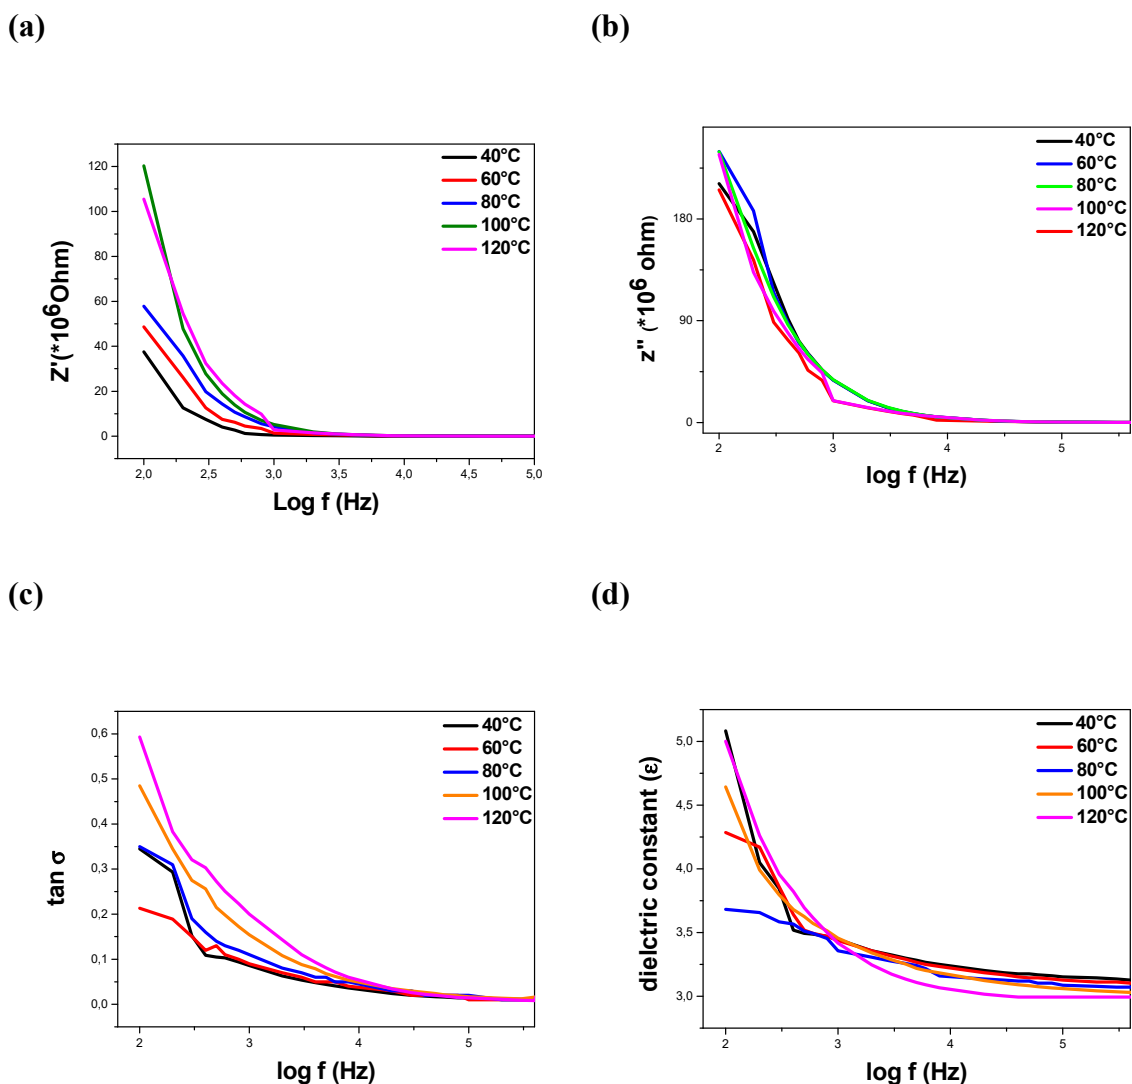 (a)
(b)
Z'(*10⁶Ohm)
120
100
80
60
40
20
0
2,0
2,5
3,0
3,5
4,0
4,5
5,0
Log f (Hz)
40°C
60°C
80°C
100°C
120°C
z'' (*10⁶ ohm)
180
90
0
2
3
4
5
log f (Hz)
40°C
60°C
80°C
100°C
120°C
(c)
(d)
tan σ
0,6
0,5
0,4
0,3
0,2
0,1
0,0
2
3
4
5
log f (Hz)
40°C
60°C
80°C
100°C
120°C
dielctric constant (ε)
5,0
4,5
4,0
3,5
3,0
2
3
4
5
log f (Hz)
40°C
60°C
80°C
100°C
120°C